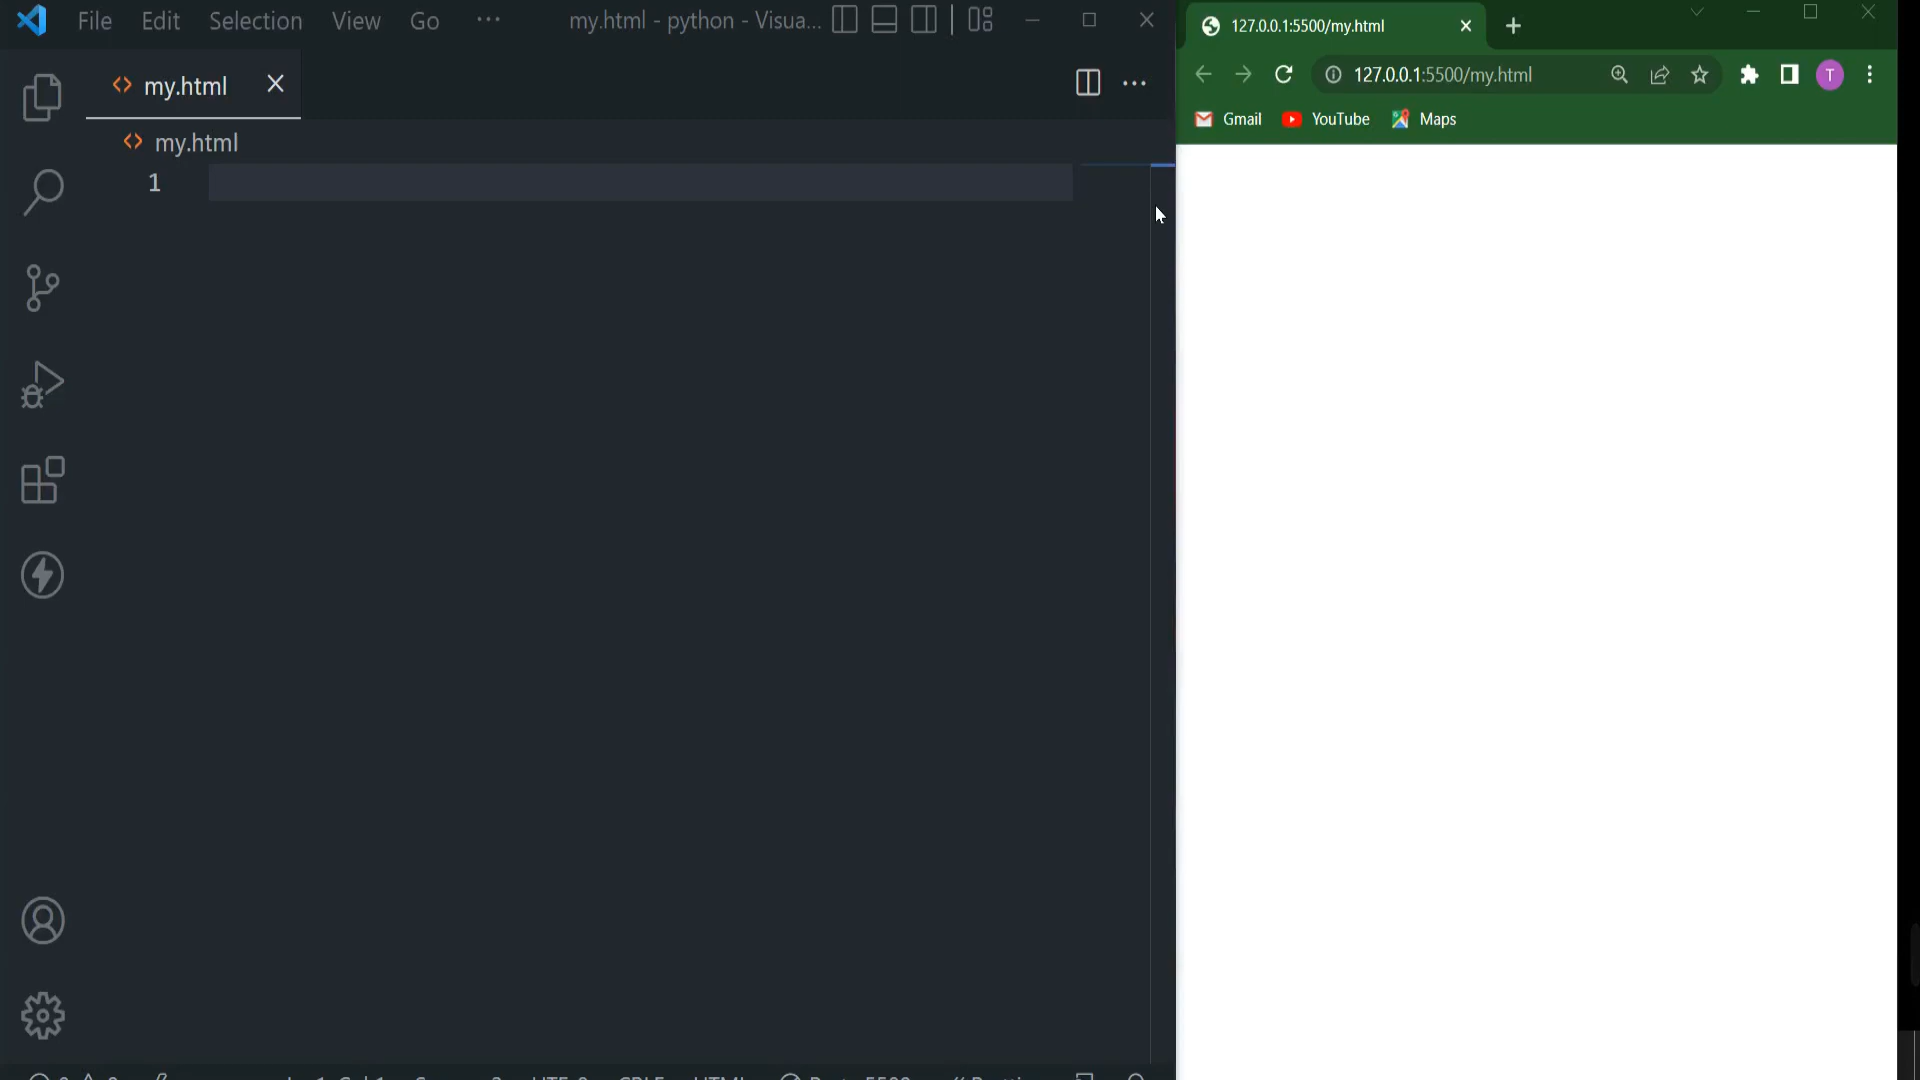 File Edit Selection View Go ··· my.html - python - Visua...
my.html
my.html
1
127.0.0.1:5500/my.html
127.0.0.1:5500/my.html
T
Gmail YouTube Maps